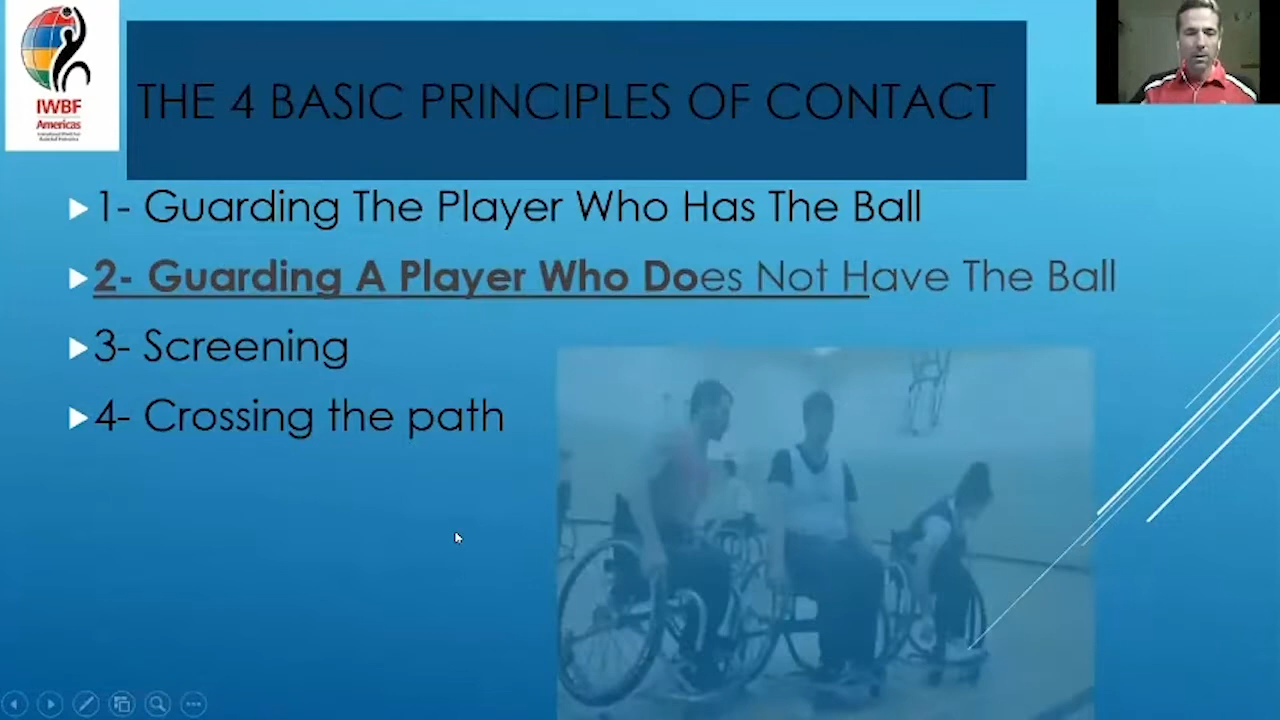 IWBF
Americas
THE 4 BASIC PRINCIPLES OF CONTACT
1- Guarding The Player Who Has The Ball
2- Guarding A Player Who Does Not Have The Ball
3- Screening
4- Crossing the path